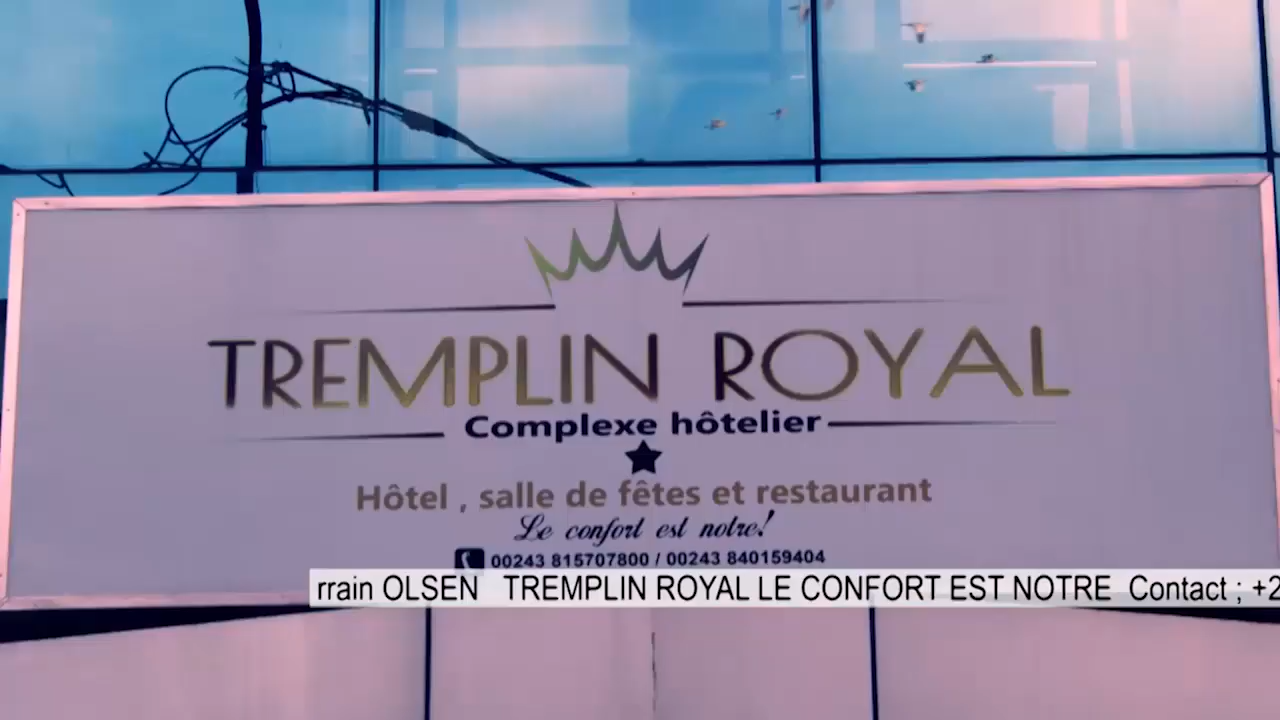 TREMPLIN ROYAL
Complexe hôtelier
Hôtel , salle de fêtes et restaurant
Le confort est notre!
00243 815707800 / 00243 840159404
rrain OLSEN TREMPLIN ROYAL LE CONFORT EST NOTRE Contact ; +2